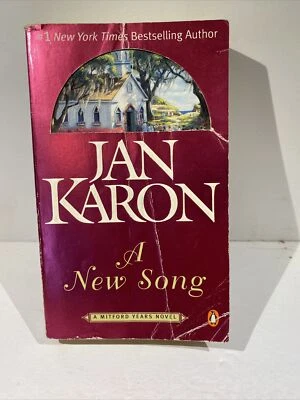 #1 New York Times Bestselling Author
JAN
KARON
A
New Song
A MITFORD YEARS NOVEL